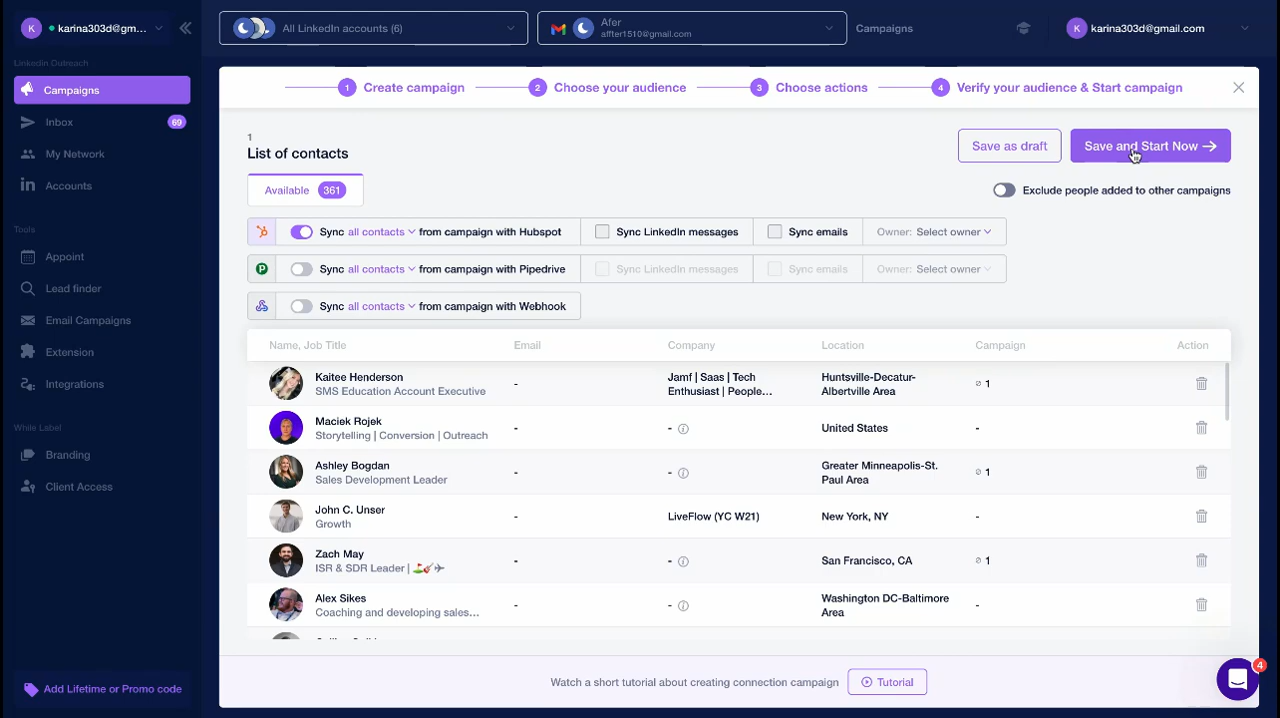 K
karina303d@gm...
All LinkedIn accounts (6)
Afer
affter1510@gmail.com
Campaigns
K
karina303d@gmail.com
Linkedin Outreach
Campaigns
Inbox
69
My Network
Accounts
Tools
Appoint
Lead finder
Email Campaigns
Extension
Integrations
While Label
Branding
Client Access
Add Lifetime or Promo code
1 Create campaign
2 Choose your audience
3 Choose actions
4 Verify your audience & Start campaign
1
List of contacts
Save as draft
Save and Start Now
Available 361
Exclude people added to other campaigns
Sync all contacts from campaign with Hubspot
Sync LinkedIn messages
Sync emails
Owner: Select owner
P
Sync all contacts from campaign with Pipedrive
Sync LinkedIn messages
Sync emails
Owner: Select owner
Sync all contacts from campaign with Webhook
Name, Job Title
Email
Company
Location
Campaign
Action
Kaitee Henderson
SMS Education Account Executive
-
Jamf | Saas | Tech
Enthusiast | People...
Huntsville-Decatur-
Albertville Area
1
Maciek Rojek
Storytelling | Conversion | Outreach
-
-
United States
-
Ashley Bogdan
Sales Development Leader
-
-
Greater Minneapolis-St.
Paul Area
1
John C. Unser
Growth
-
LiveFlow (YC W21)
New York, NY
-
Zach May
ISR & SDR Leader | ⛳🎸✈
-
-
San Francisco, CA
1
Alex Sikes
Coaching and developing sales...
-
-
Washington DC-Baltimore
Area
-
Watch a short tutorial about creating connection campaign
Tutorial
4